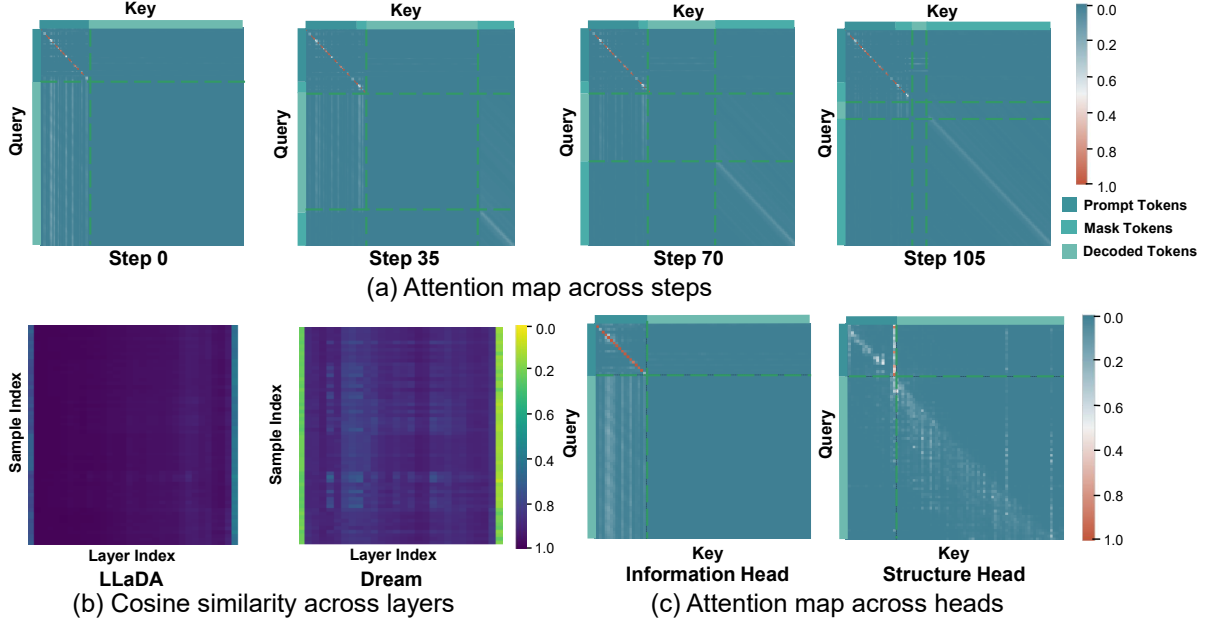 Key
Key
Key
Key
Query
Query
Query
Query
0.0
0.2
0.4
0.6
0.8
1.0
Prompt Tokens
Mask Tokens
Decoded Tokens
Step 0
Step 35
Step 70
Step 105
(a) Attention map across steps
Sample Index
Sample Index
0.0
0.2
0.4
0.6
0.8
1.0
Query
Query
0.0
0.2
0.4
0.6
0.8
1.0
Layer Index
Layer Index
Key
Key
LLaDA
Dream
Information Head
Structure Head
(b) Cosine similarity across layers
(c) Attention map across heads